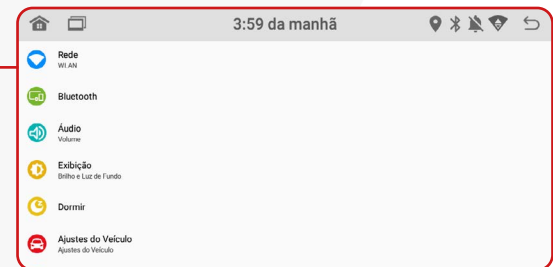 3:59 da manhã
Rede
WLAN
Bluetooth
Áudio
Volume
Exibição
Brilho e Luz de Fundo
Dormir
Ajustes do Veículo
Ajustes do Veículo